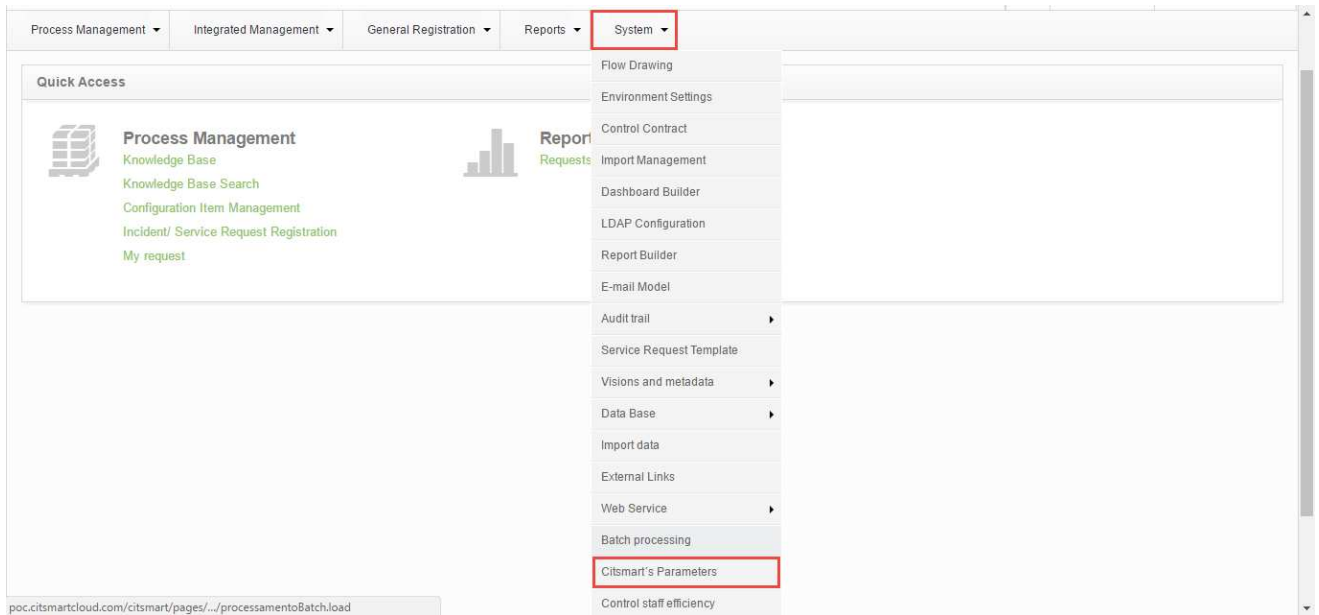 Process Management Integrated Management General Registration Reports System
Quick Access
Process Management
Knowledge Base
Knowledge Base Search
Configuration Item Management
Incident/ Service Request Registration
My request
Report
Requests
Flow Drawing
Environment Settings
Control Contract
Import Management
Dashboard Builder
LDAP Configuration
Report Builder
E-mail Model
Audit trail
Service Request Template
Visions and metadata
Data Base
Import data
External Links
Web Service
Batch processing
Citsmart´s Parameters
Control staff efficiency
poc.citsmartcloud.com/citsmart/pages/.../processamentoBatch.load